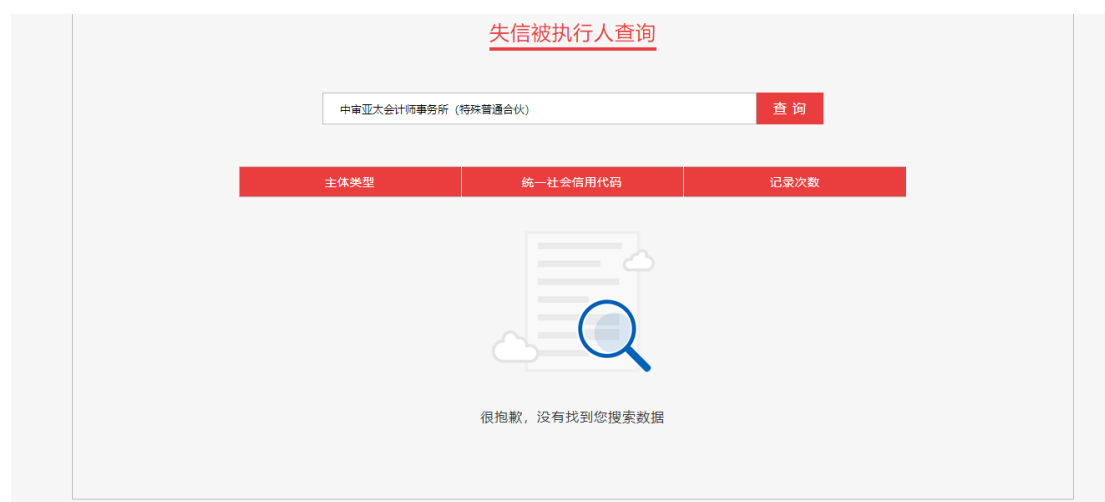 失信被执行人查询
中审亚太会计师事务所（特殊普通合伙）
查询
主体类型 统一社会信用代码 记录次数
很抱歉，没有找到您搜索数据